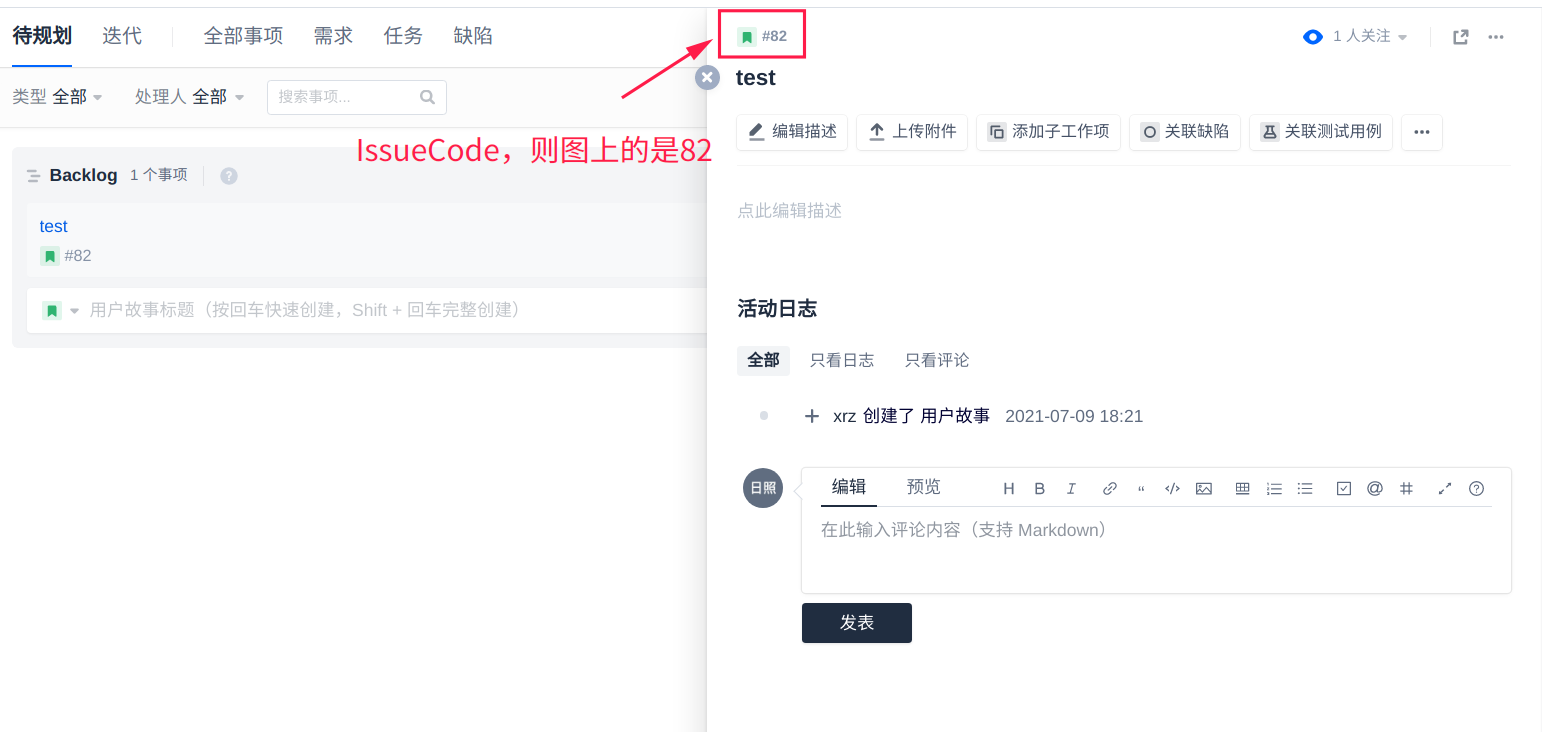 待规划 迭代 全部事项 需求 任务 缺陷
类型 全部 处理人 全部 搜索事项...
IssueCode，则图上的是82
Backlog 1 个事项 ?
test
#82
用户故事标题（按回车快速创建，Shift + 回车完整创建）
#82 1 人关注
test
编辑描述 上传附件 添加子工作项 关联缺陷 关联测试用例
点此编辑描述
活动日志
全部 只看日志 只看评论
xrz 创建了 用户故事 2021-07-09 18:21
日照 编辑 预览 H B I “ </> @ ?
在此输入评论内容（支持 Markdown）
发表